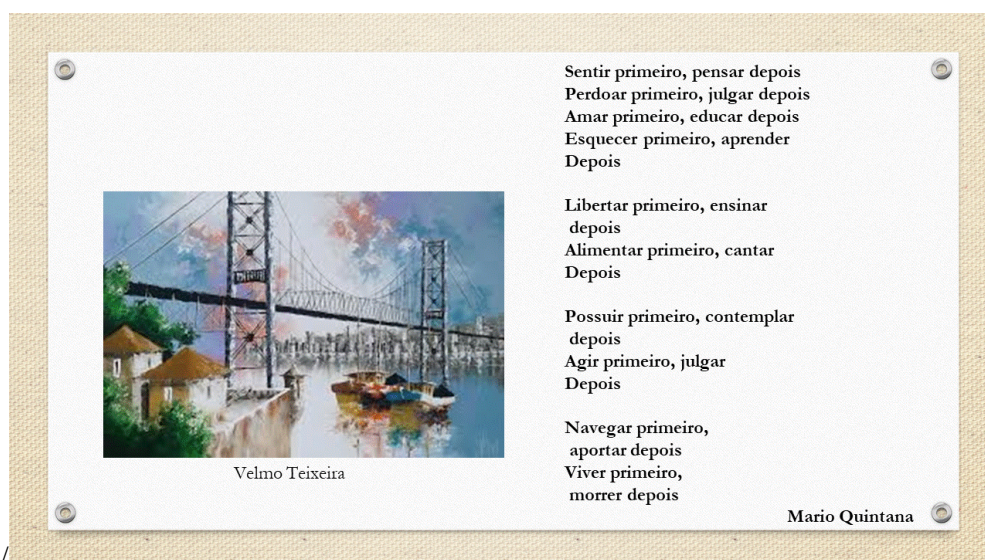 Sentir primeiro, pensar depois
Perdoar primeiro, julgar depois
Amar primeiro, educar depois
Esquecer primeiro, aprender
Depois
Libertar primeiro, ensinar
depois
Alimentar primeiro, cantar
Depois
Possuir primeiro, contemplar
depois
Agir primeiro, julgar
Depois
Navegar primeiro,
aportar depois
Viver primeiro,
morrer depois
Mario Quintana
Velmo Teixeira
/